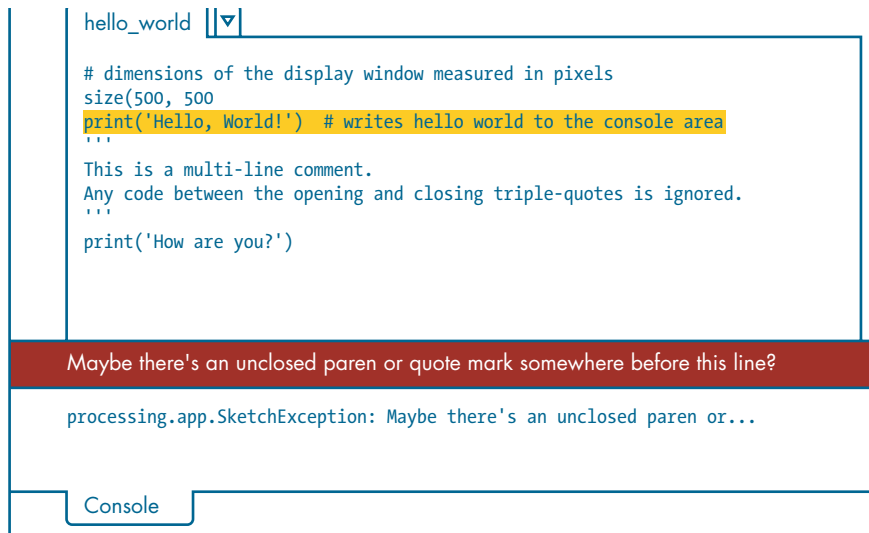 hello_world
# dimensions of the display window measured in pixels
size(500, 500
print('Hello, World!')  # writes hello world to the console area
'''
This is a multi-line comment.
Any code between the opening and closing triple-quotes is ignored.
'''
print('How are you?')
Maybe there's an unclosed paren or quote mark somewhere before this line?
processing.app.SketchException: Maybe there's an unclosed paren or...
Console